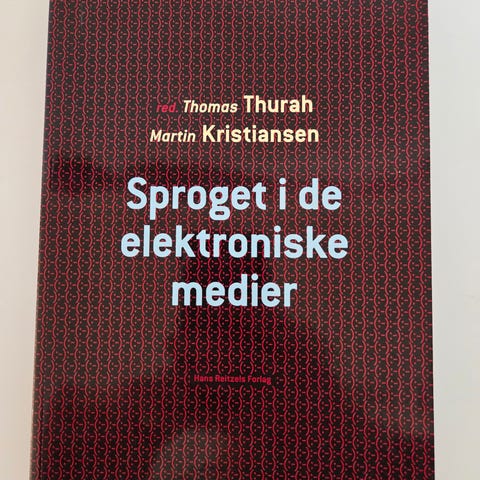 red. Thomas Thurah
Martin Kristiansen
Sproget i de
elektroniske
medier
Hans Reitzels Forlag